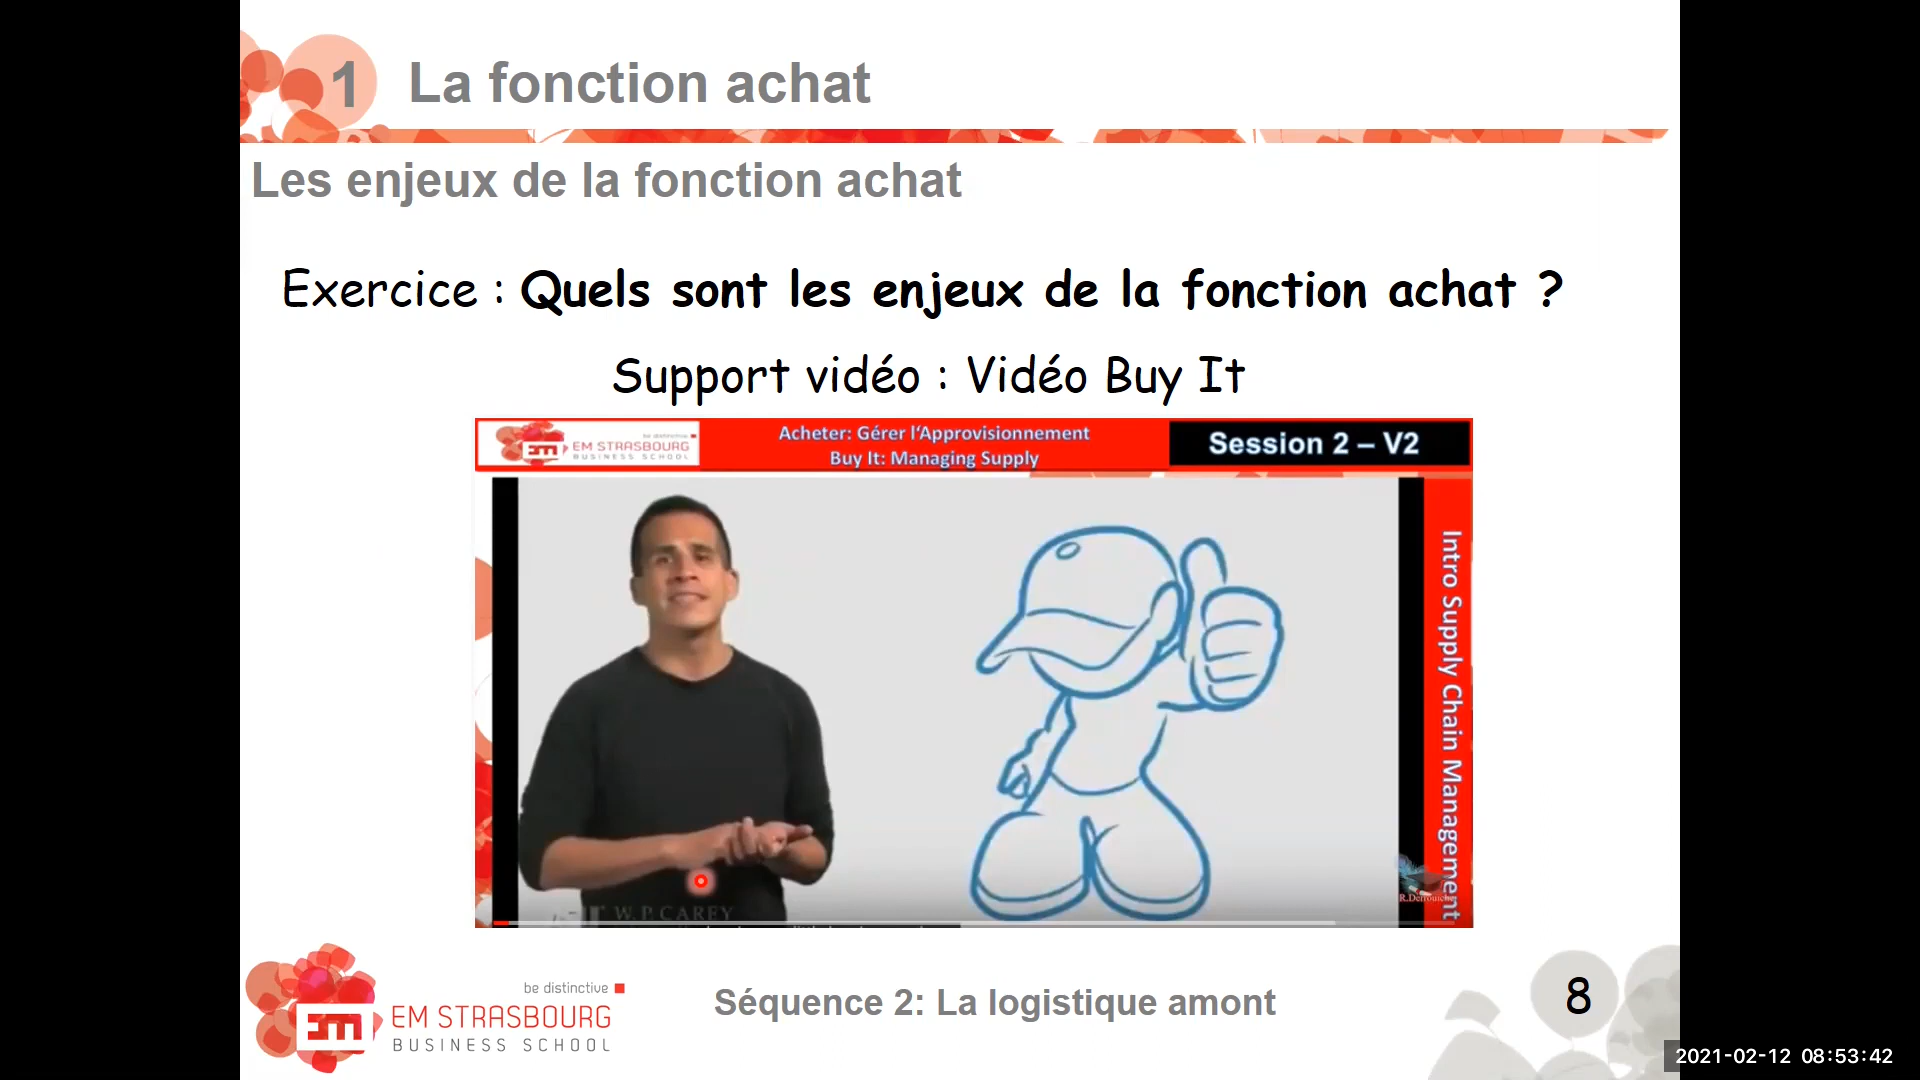 1 La fonction achat
Les enjeux de la fonction achat
Exercice : Quels sont les enjeux de la fonction achat ?
Support vidéo : Vidéo Buy It
be distinctive
EM STRASBOURG
BUSINESS SCHOOL
Acheter: Gérer l'Approvisionnement
Buy It: Managing Supply
Session 2 – V2
Intro Supply Chain Management
W. P. CAREY
be distinctive
EM STRASBOURG
BUSINESS SCHOOL
Séquence 2: La logistique amont
8
2021-02-12 08:53:42